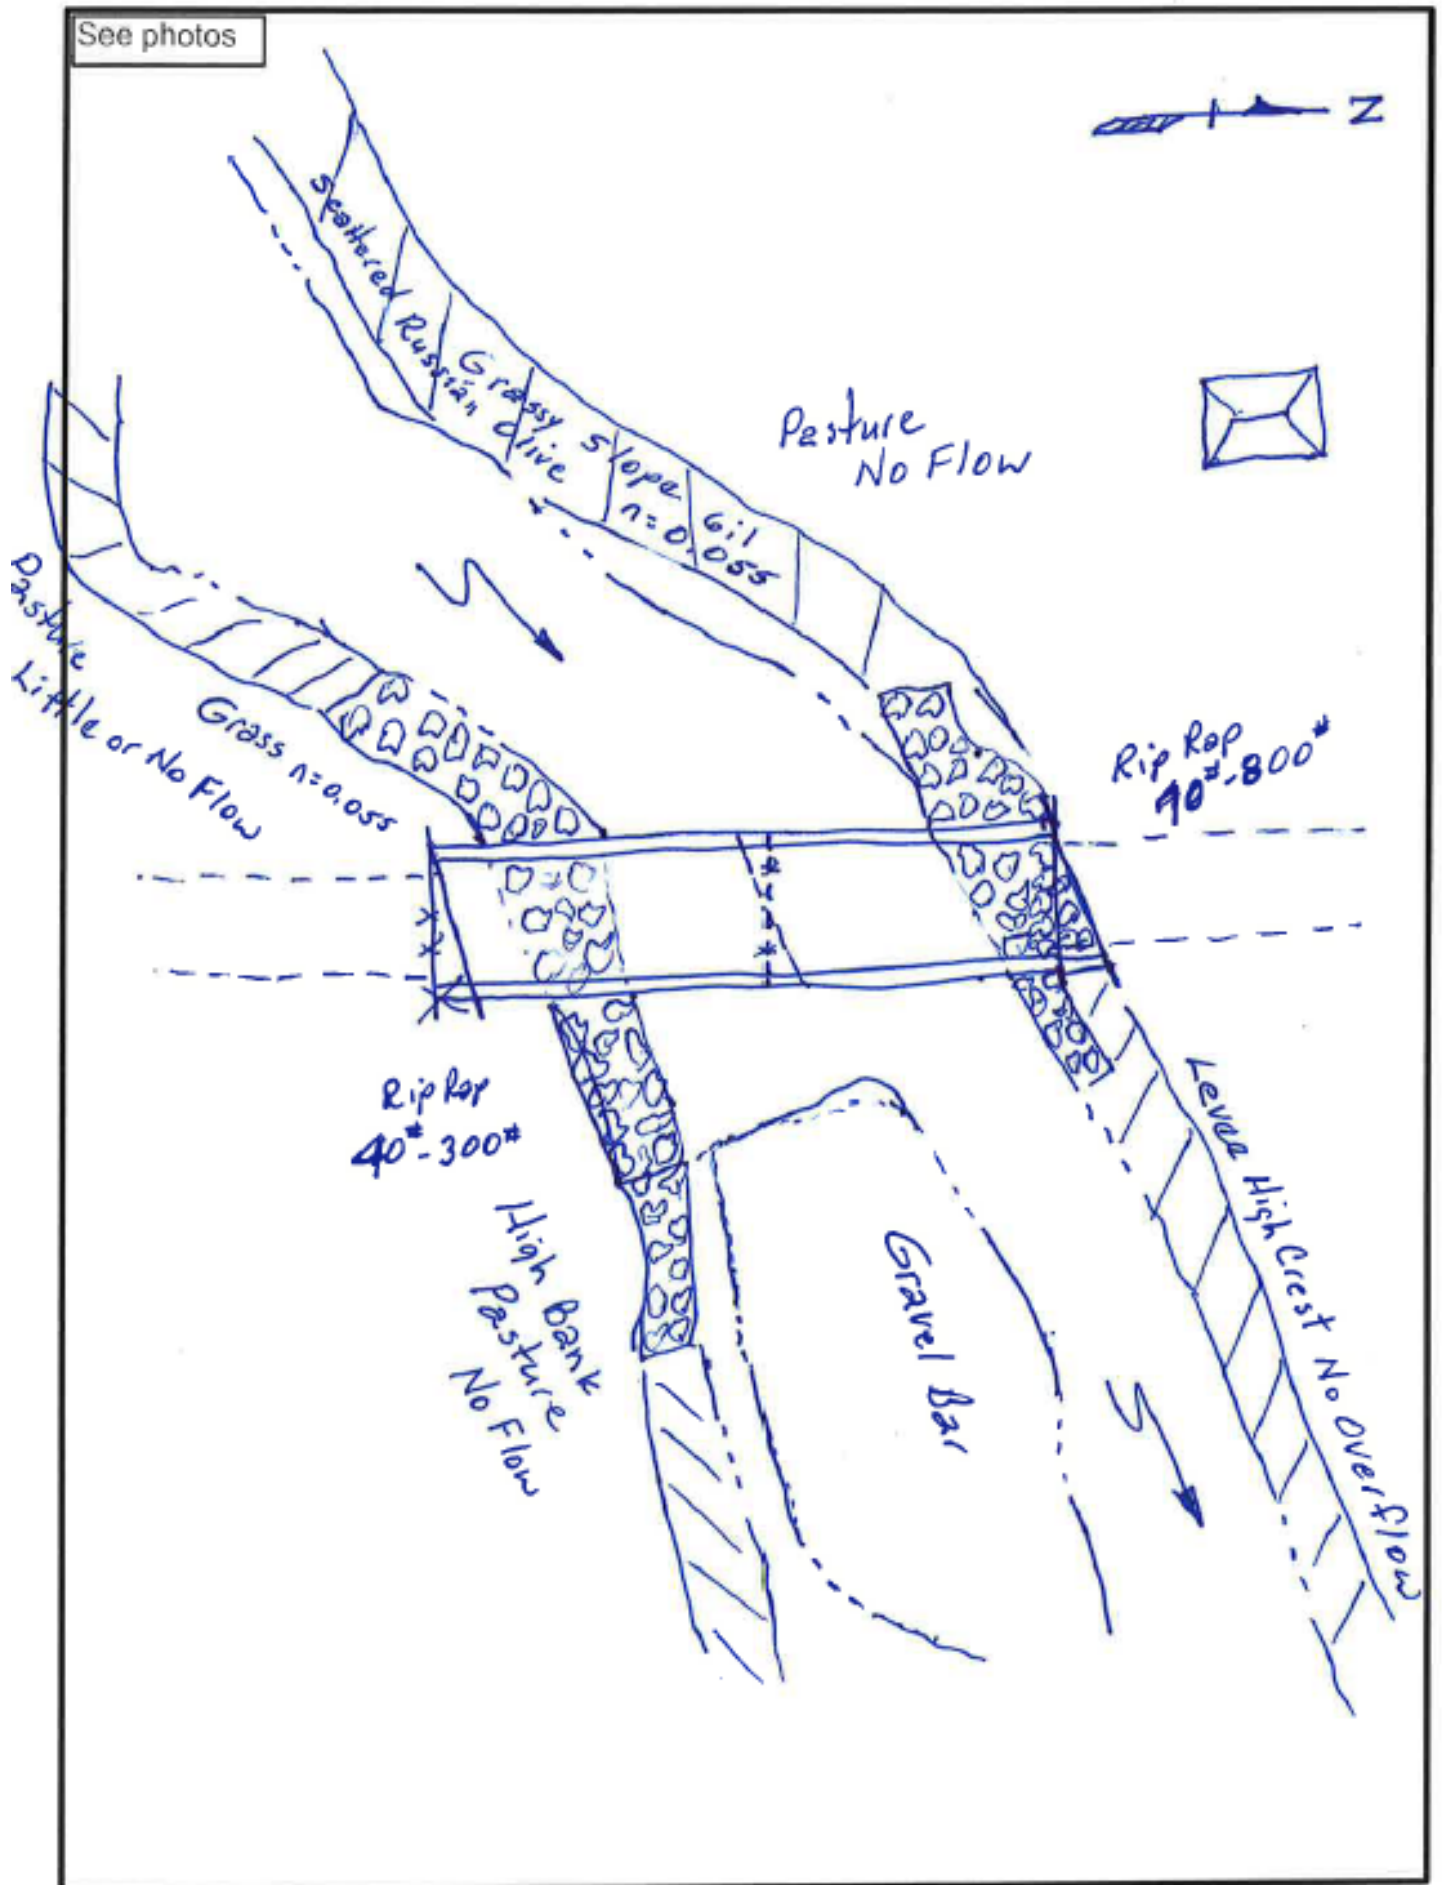 See photos
N
Scattered Russian Olive
Grassy Slope 6:1
n=0.055
Pasture
No Flow
Pasture
Little or No Flow
Grass n=0.055
Rip Rap
40#-800#
Rip Rap
40#-300#
High Bank
Pasture
No Flow
Gravel Bar
Levee High Crest No Overflow